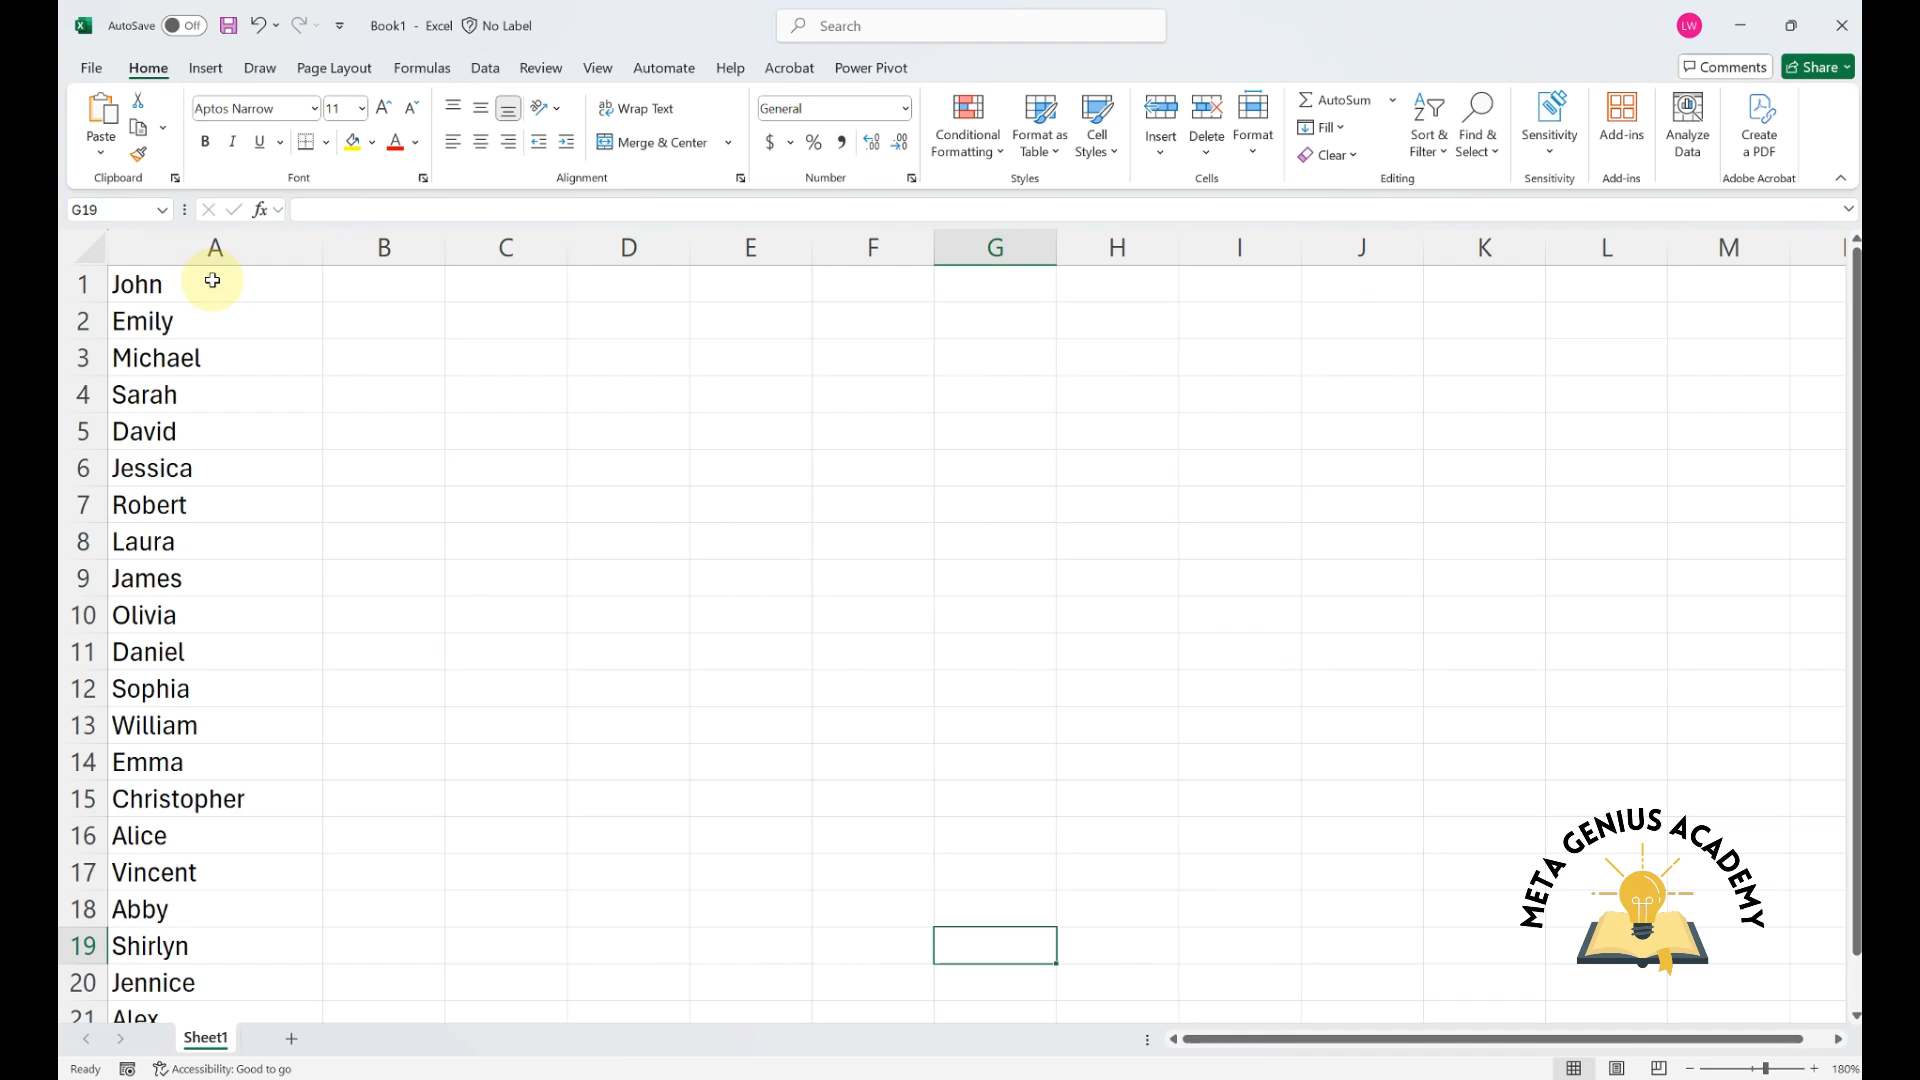 AutoSave Off Book1 - Excel No Label Search LW
File Home Insert Draw Page Layout Formulas Data Review View Automate Help Acrobat Power Pivot Comments Share
Paste Aptos Narrow 11 B I U A Wrap Text Merge & Center General $ % Conditional Formatting Format as Table Cell Styles Insert Delete Format AutoSum Fill Clear Sort & Filter Find & Select Sensitivity Add-ins Analyze Data Create a PDF
Clipboard Font Alignment Number Styles Cells Editing Sensitivity Add-ins Adobe Acrobat
G19 fx
A B C D E F G H I J K L M
1 John
2 Emily
3 Michael
4 Sarah
5 David
6 Jessica
7 Robert
8 Laura
9 James
10 Olivia
11 Daniel
12 Sophia
13 William
14 Emma
15 Christopher
16 Alice
17 Vincent
18 Abby
19 Shirlyn
20 Jennice
21 Alex
META GENIUS ACADEMY
Sheet1
Ready Accessibility: Good to go 180%